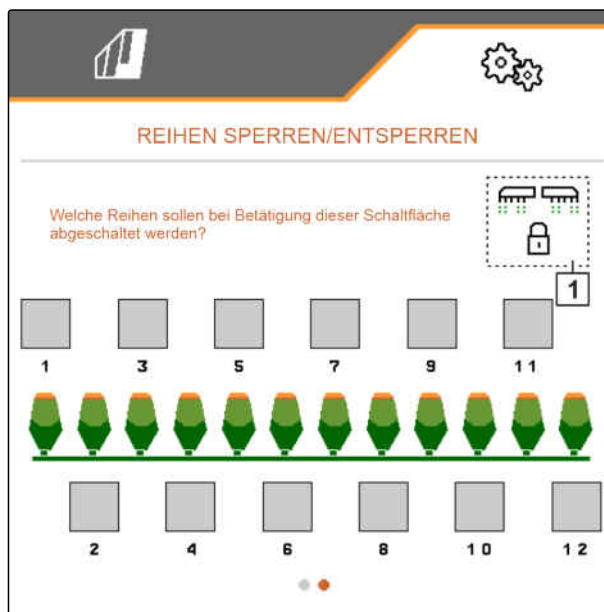 REIHEN SPERREN/ENTSPERREN
Welche Reihen sollen bei Betätigung dieser Schaltfläche
abgeschaltet werden?
1
1 3 5 7 9 11
2 4 6 8 10 12